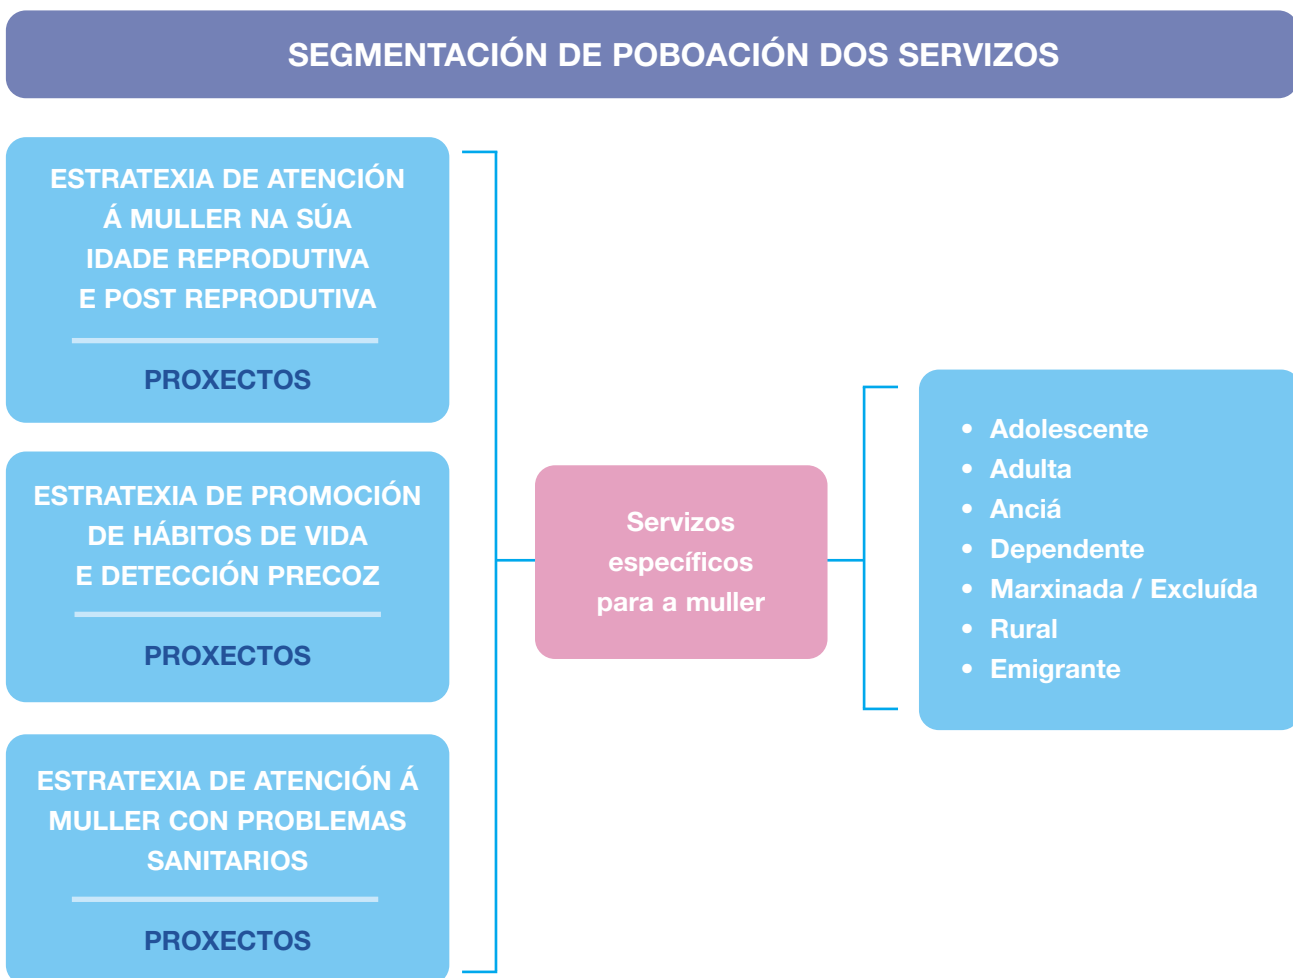 SEGMENTACIÓN DE POBOACIÓN DOS SERVIZOS
ESTRATEXIA DE ATENCIÓN
Á MULLER NA SÚA
IDADE REPRODUTIVA
E POST REPRODUTIVA
PROXECTOS
ESTRATEXIA DE PROMOCIÓN
DE HÁBITOS DE VIDA
E DETECCIÓN PRECOZ
PROXECTOS
ESTRATEXIA DE ATENCIÓN Á
MULLER CON PROBLEMAS
SANITARIOS
PROXECTOS
Servizos
específicos
para a muller
• Adolescente
• Adulta
• Anciá
• Dependente
• Marxinada / Excluída
• Rural
• Emigrante